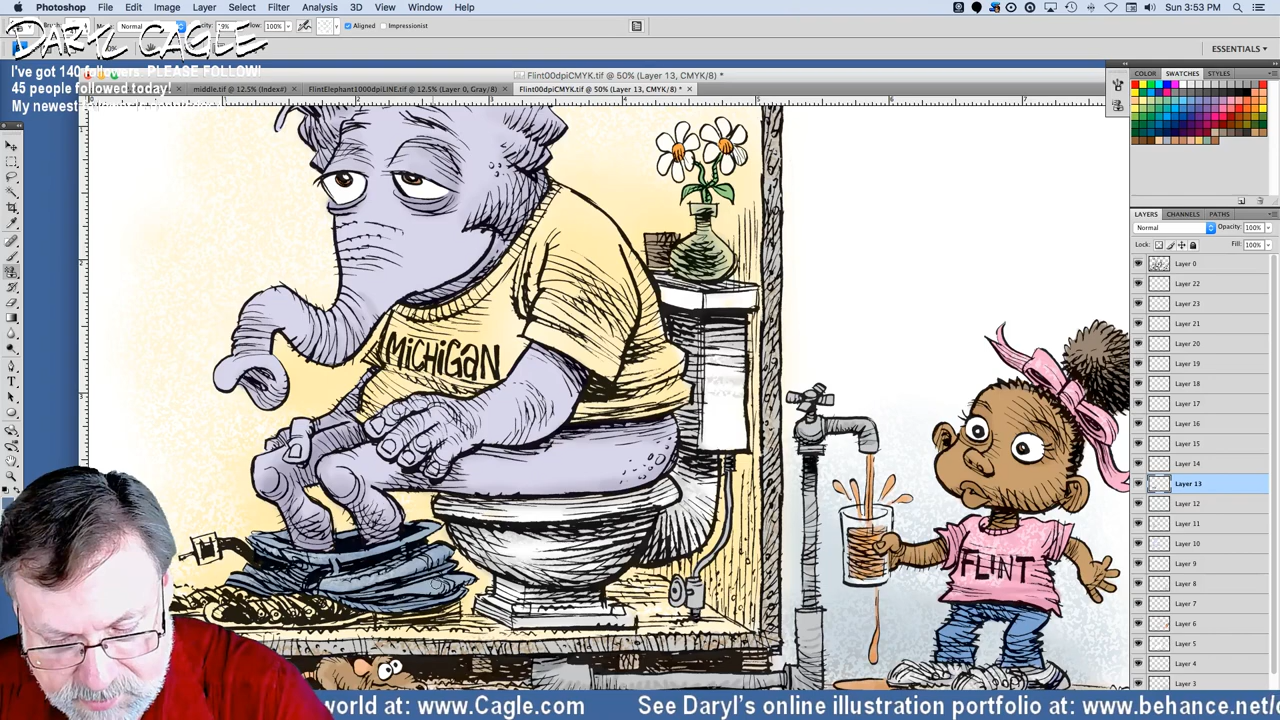 Photoshop File Edit Image Layer Select Filter Analysis 3D View Window Help Sun 3:53 PM
Normal 100% Aligned Impressionist
DARYL CAGLE
ESSENTIALS
I've got 140 followers. PLEASE FOLLOW!
45 people followed today!
My newest
Flint00dpiCMYK.tif @ 50% (Layer 13, CMYK/8) *
middle.tif @ 12.5% (Index#) FlintElephant1000dpiLINE.tif @ 12.5% (Layer 0, Gray/8) Flint00dpiCMYK.tif @ 50% (Layer 13, CMYK/8) *
COLOR SWATCHES STYLES
LAYERS CHANNELS PATHS
Normal Opacity: 100%
Lock: Fill: 100%
Layer 0
Layer 22
Layer 23
Layer 21
Layer 20
Layer 19
Layer 18
Layer 17
Layer 16
Layer 15
Layer 14
Layer 13
Layer 12
Layer 11
Layer 10
Layer 9
Layer 8
Layer 7
Layer 6
Layer 5
Layer 4
Layer 3
MICHIGAN
FLINT
world at: www.Cagle.com See Daryl's online illustration portfolio at: www.behance.net/